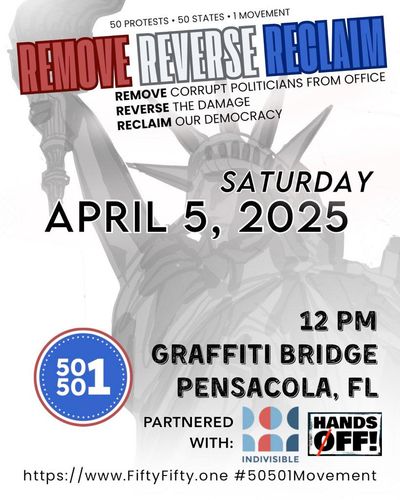 50 PROTESTS • 50 STATES • 1 MOVEMENT
REMOVE REVERSE RECLAIM
REMOVE CORRUPT POLITICIANS FROM OFFICE
REVERSE THE DAMAGE
RECLAIM OUR DEMOCRACY
SATURDAY
APRIL 5, 2025
12 PM
GRAFFITI BRIDGE
PENSACOLA, FL
50
501
PARTNERED
WITH:
INDIVISIBLE
HANDS
OFF!
https://www.FiftyFifty.one #50501Movement